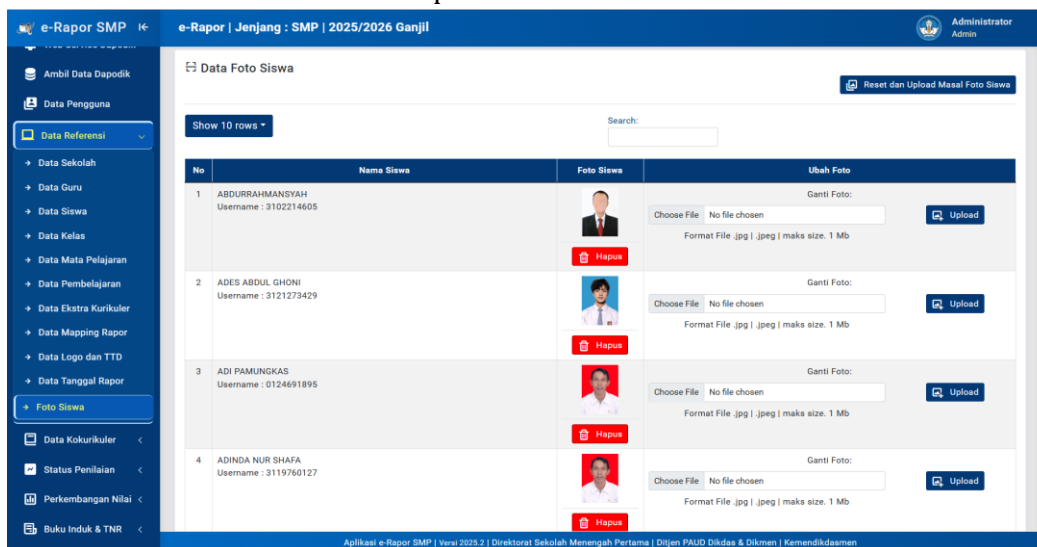 e-Rapor SMP
e-Rapor | Jenjang : SMP | 2025/2026 Ganjil
Administrator
Admin
Ambil Data Dapodik
Data Pengguna
Data Referensi
Data Sekolah
Data Guru
Data Siswa
Data Kelas
Data Mata Pelajaran
Data Pembelajaran
Data Ekstra Kurikuler
Data Mapping Rapor
Data Logo dan TTD
Data Tanggal Rapor
Foto Siswa
Data Kokurikuler
Status Penilaian
Perkembangan Nilai
Buku Induk & TNR
Data Foto Siswa
Reset dan Upload Masal Foto Siswa
Show 10 rows
Search:
No Nama Siswa Foto Siswa Ubah Foto
1 ABDURRAHMANSYAH Ganti Foto:
Username : 3102214605
Choose File No file chosen Upload
Format File .jpg | .jpeg | maks size. 1 Mb
Hapus
2 ADES ABDUL GHONI Ganti Foto:
Username : 3121273429
Choose File No file chosen Upload
Format File .jpg | .jpeg | maks size. 1 Mb
Hapus
3 ADI PAMUNGKAS Ganti Foto:
Username : 0124691895
Choose File No file chosen Upload
Format File .jpg | .jpeg | maks size. 1 Mb
Hapus
4 ADINDA NUR SHAFA Ganti Foto:
Username : 3119760127
Choose File No file chosen Upload
Format File .jpg | .jpeg | maks size. 1 Mb
Hapus
Aplikasi e-Rapor SMP | Versi 2025.2 | Direktorat Sekolah Menengah Pertama | Ditjen PAUD Dikdas & Dikmen | Kemendikdasmen